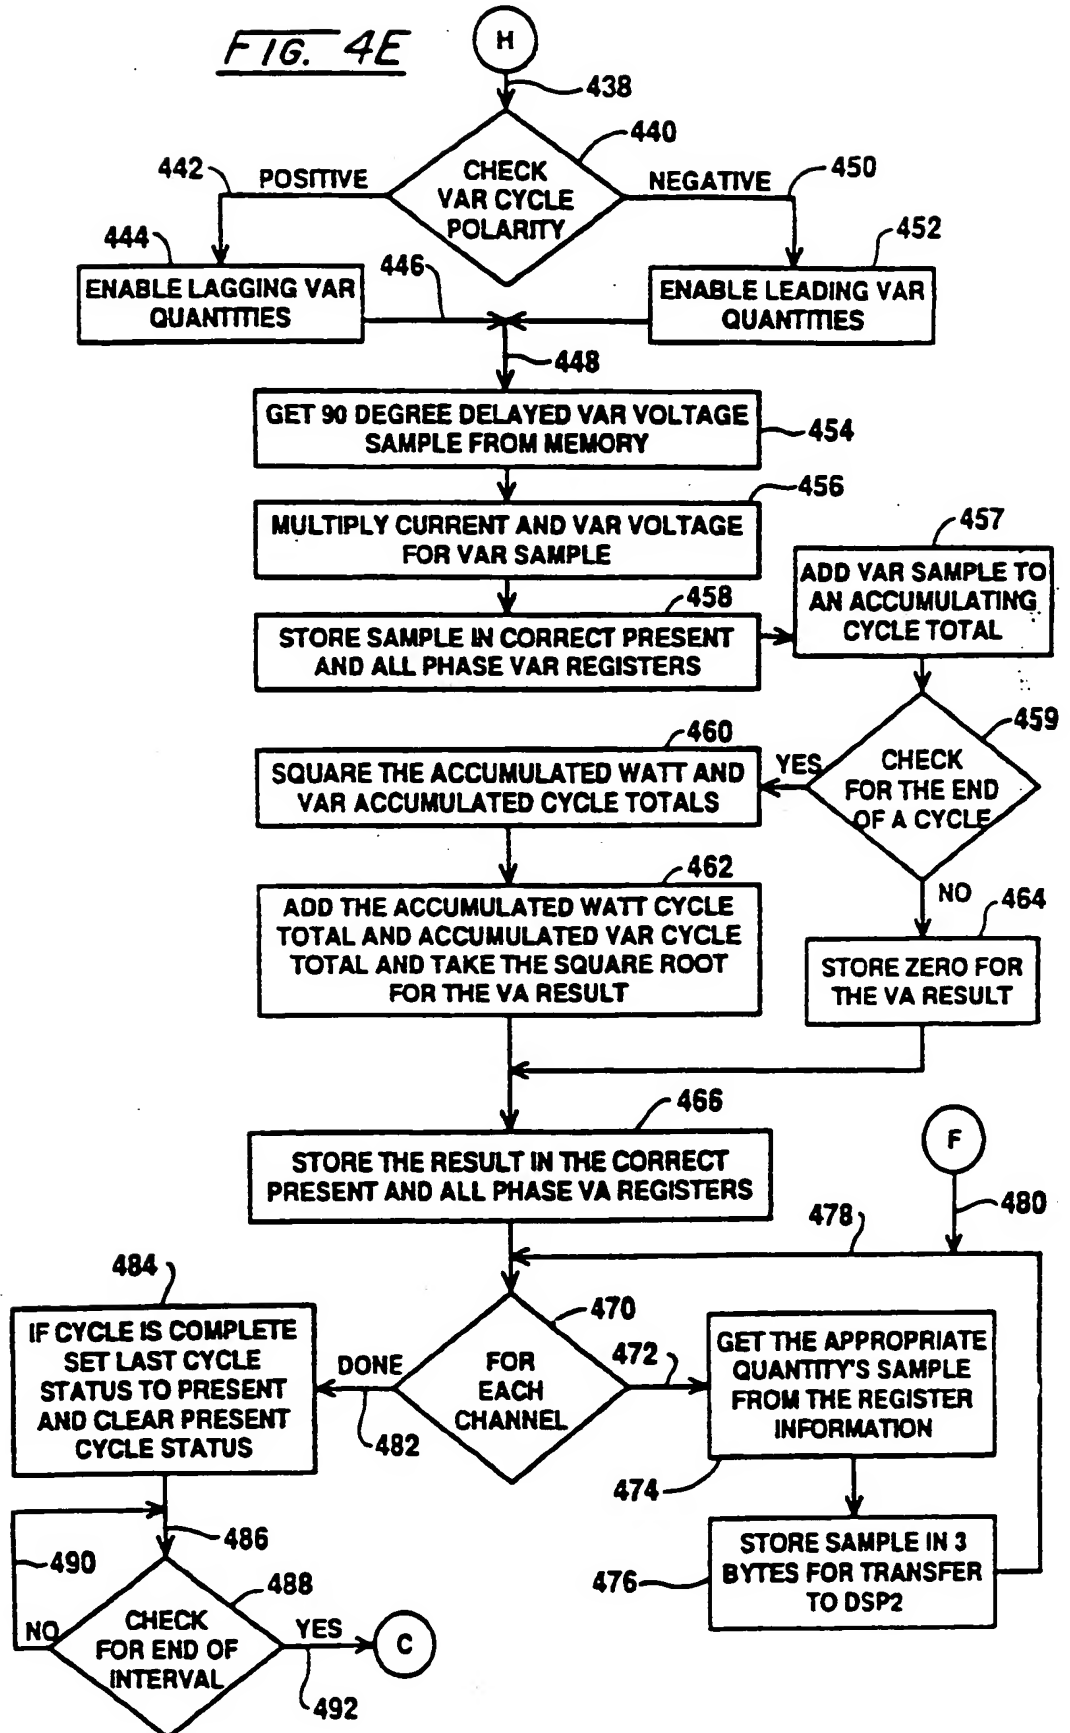 FIG. 4E
H
438
440
CHECK
VAR CYCLE
POLARITY
442
POSITIVE
NEGATIVE
450
444
ENABLE LAGGING VAR
QUANTITIES
446
452
ENABLE LEADING VAR
QUANTITIES
448
GET 90 DEGREE DELAYED VAR VOLTAGE
SAMPLE FROM MEMORY
454
456
MULTIPLY CURRENT AND VAR VOLTAGE
FOR VAR SAMPLE
457
ADD VAR SAMPLE TO
AN ACCUMULATING
CYCLE TOTAL
458
STORE SAMPLE IN CORRECT PRESENT
AND ALL PHASE VAR REGISTERS
459
CHECK
FOR THE END
OF A CYCLE
YES
460
SQUARE THE ACCUMULATED WATT AND
VAR ACCUMULATED CYCLE TOTALS
462
ADD THE ACCUMULATED WATT CYCLE
TOTAL AND ACCUMULATED VAR CYCLE
TOTAL AND TAKE THE SQUARE ROOT
FOR THE VA RESULT
NO
464
STORE ZERO FOR
THE VA RESULT
466
STORE THE RESULT IN THE CORRECT
PRESENT AND ALL PHASE VA REGISTERS
F
480
478
470
FOR
EACH
CHANNEL
472
GET THE APPROPRIATE
QUANTITY'S SAMPLE
FROM THE REGISTER
INFORMATION
474
476
STORE SAMPLE IN 3
BYTES FOR TRANSFER
TO DSP2
DONE
482
484
IF CYCLE IS COMPLETE
SET LAST CYCLE
STATUS TO PRESENT
AND CLEAR PRESENT
CYCLE STATUS
486
490
488
CHECK
FOR END OF
INTERVAL
NO
YES
492
C